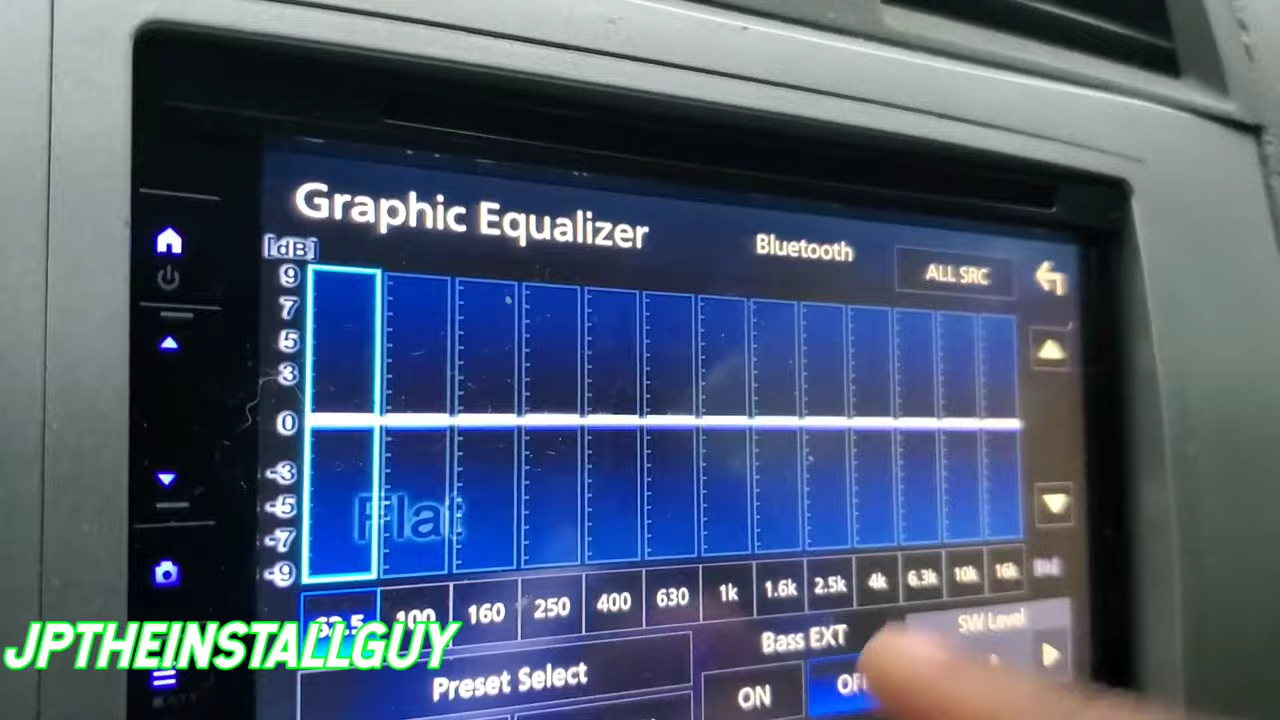 Graphic Equalizer
Bluetooth
ALL SRC
[dB]
9
7
5
3
0
-3
-5
-7
-9
Flat
62.5 100 160 250 400 630 1k 1.6k 2.5k 4k 6.3k 10k 16k [Hz]
Bass EXT
SW Level
Preset Select
ON
JPTHEINSTALLGUY